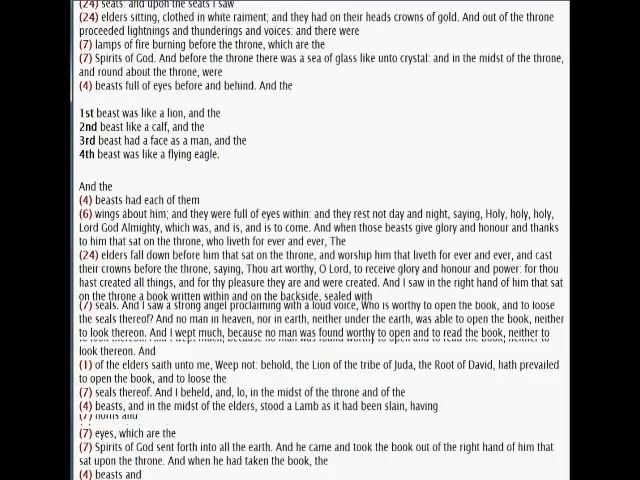 (24) seats: and upon the seats I saw
(24) elders sitting, clothed in white raiment; and they had on their heads crowns of gold. And out of the throne
proceeded lightnings and thunderings and voices: and there were
(7) lamps of fire burning before the throne, which are the
(7) Spirits of God. And before the throne there was a sea of glass like unto crystal: and in the midst of the throne,
and round about the throne, were
(4) beasts full of eyes before and behind. And the
1st beast was like a lion, and the
2nd beast like a calf, and the
3rd beast had a face as a man, and the
4th beast was like a flying eagle.
And the
(4) beasts had each of them
(6) wings about him; and they were full of eyes within: and they rest not day and night, saying, Holy, holy, holy,
Lord God Almighty, which was, and is, and is to come. And when those beasts give glory and honour and thanks
to him that sat on the throne, who liveth for ever and ever, The
(24) elders fall down before him that sat on the throne, and worship him that liveth for ever and ever, and cast
their crowns before the throne, saying, Thou art worthy, O Lord, to receive glory and honour and power: for thou
hast created all things, and for thy pleasure they are and were created. And I saw in the right hand of him that sat
on the throne a book written within and on the backside, sealed with
(7) seals. And I saw a strong angel proclaiming with a loud voice, Who is worthy to open the book, and to loose
the seals thereof? And no man in heaven, nor in earth, neither under the earth, was able to open the book, neither
to look thereon. And I wept much, because no man was found worthy to open and to read the book, neither to
to look thereon. And I wept much, because no man was found worthy to open and to read the book, neither to
look thereon. And
(1) of the elders saith unto me, Weep not: behold, the Lion of the tribe of Juda, the Root of David, hath prevailed
to open the book, and to loose the
(7) seals thereof. And I beheld, and, lo, in the midst of the throne and of the
(4) beasts, and in the midst of the elders, stood a Lamb as it had been slain, having
(7) horns and
(7) eyes, which are the
(7) Spirits of God sent forth into all the earth. And he came and took the book out of the right hand of him that
sat upon the throne. And when he had taken the book, the
(4) beasts and